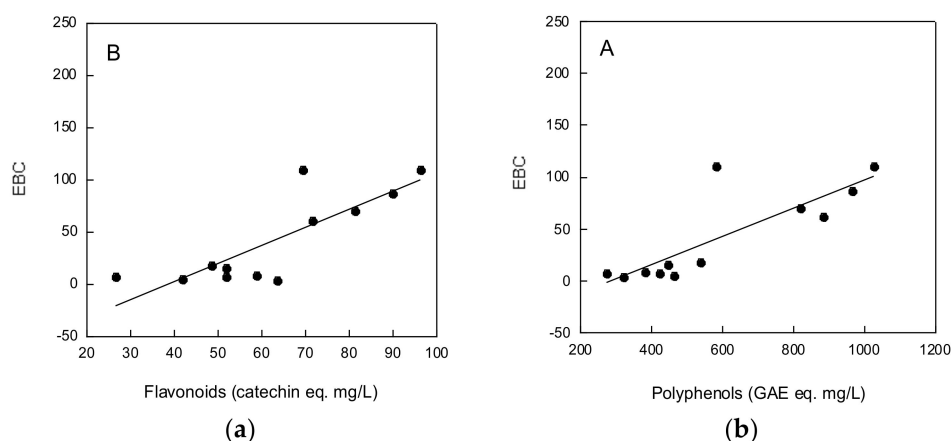 250
200
150
100
50
0
-50
EBC
B
20 30 40 50 60 70 80 90 100
Flavonoids (catechin eq. mg/L)
(a)
250
200
150
100
50
0
-50
EBC
A
200 400 600 800 1000 1200
Polyphenols (GAE eq. mg/L)
(b)